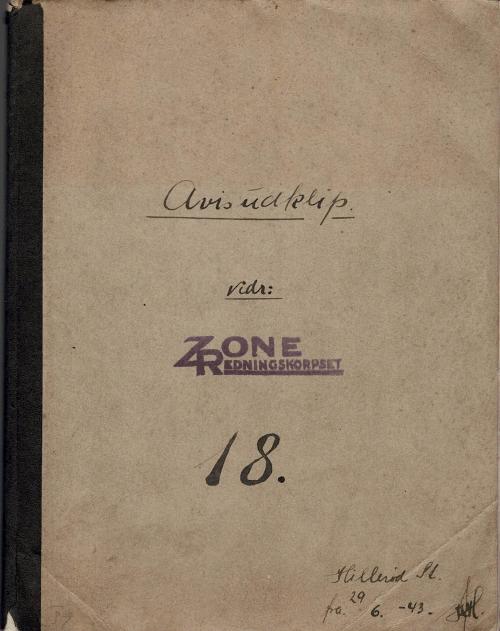 Avisudklip.
vedr:
ZONE
REDNINGSKORPSET
18.
Hillerød St.
fra. 29 6. -43.